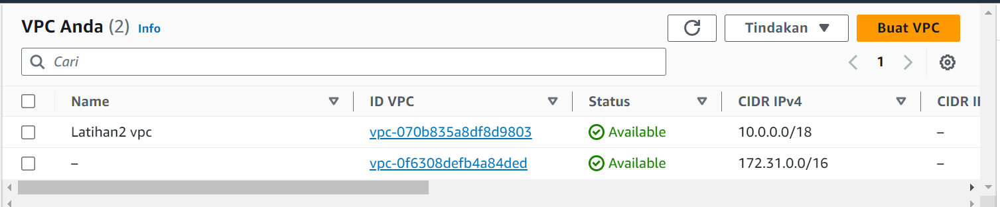 VPC Anda (2) Info
Tindakan
Buat VPC
Cari
1
Name ID VPC Status CIDR IPv4 CIDR
Latihan2 vpc vpc-070b835a8df8d9803 Available 10.0.0.0/18 –
– vpc-0f6308defb4a84ded Available 172.31.0.0/16 –